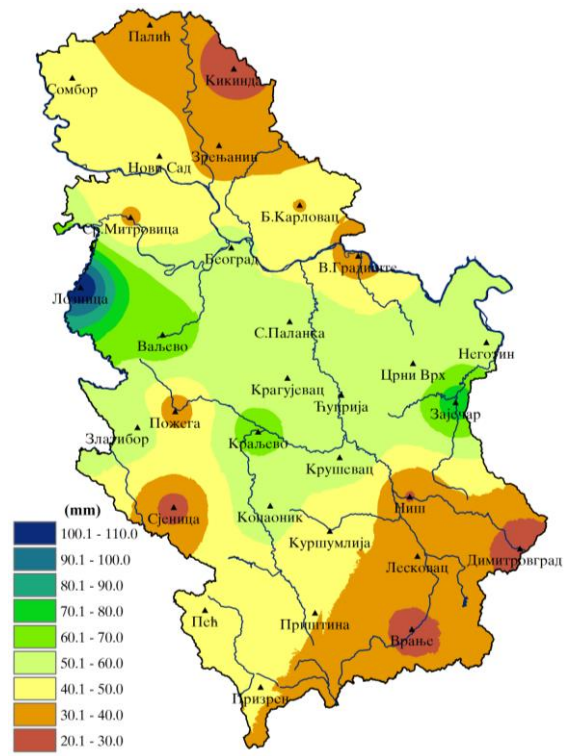 Палић
Кикинда
Сомбор
Зрењанин
Нови Сад
Б.Карловац
Ср.Митровица
Београд
В.Градиште
Лозница
С.Паланка
Ваљево
Неготин
Црни Врх
Крагујевац
Ћуприја
Зајечар
Пожега
Златибор
Краљево
Крушевац
(mm)
100.1 - 110.0
90.1 - 100.0
80.1 - 90.0
70.1 - 80.0
60.1 - 70.0
50.1 - 60.0
40.1 - 50.0
30.1 - 40.0
20.1 - 30.0
Сјеница
Копаоник
Ниш
Куршумлија
Лесковац
Димитровград
Пећ
Приштина
Врање
Призрен